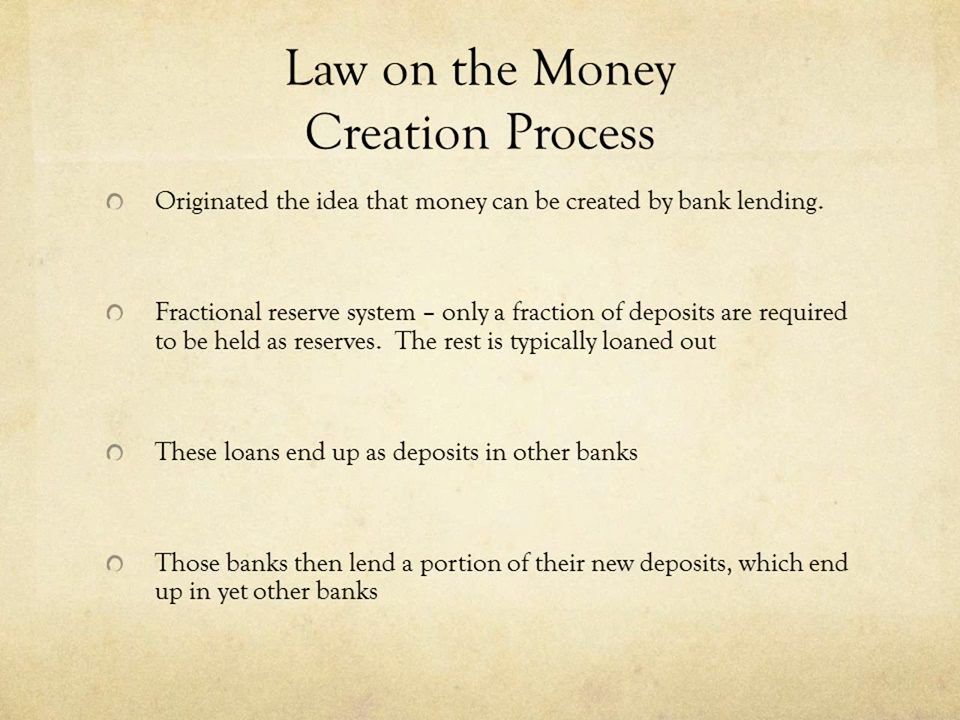 Law on the Money
Creation Process
Originated the idea that money can be created by bank lending.
Fractional reserve system – only a fraction of deposits are required
to be held as reserves.  The rest is typically loaned out
These loans end up as deposits in other banks
Those banks then lend a portion of their new deposits, which end
up in yet other banks